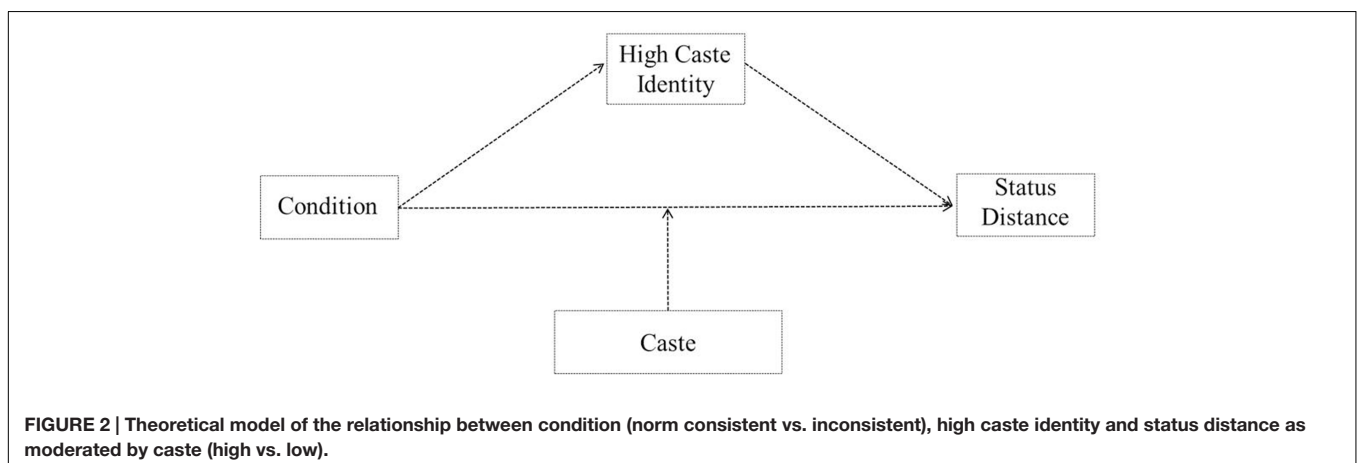 High Caste
Identity
Condition
Status
Distance
Caste
FIGURE 2 | Theoretical model of the relationship between condition (norm consistent vs. inconsistent), high caste identity and status distance as
moderated by caste (high vs. low).